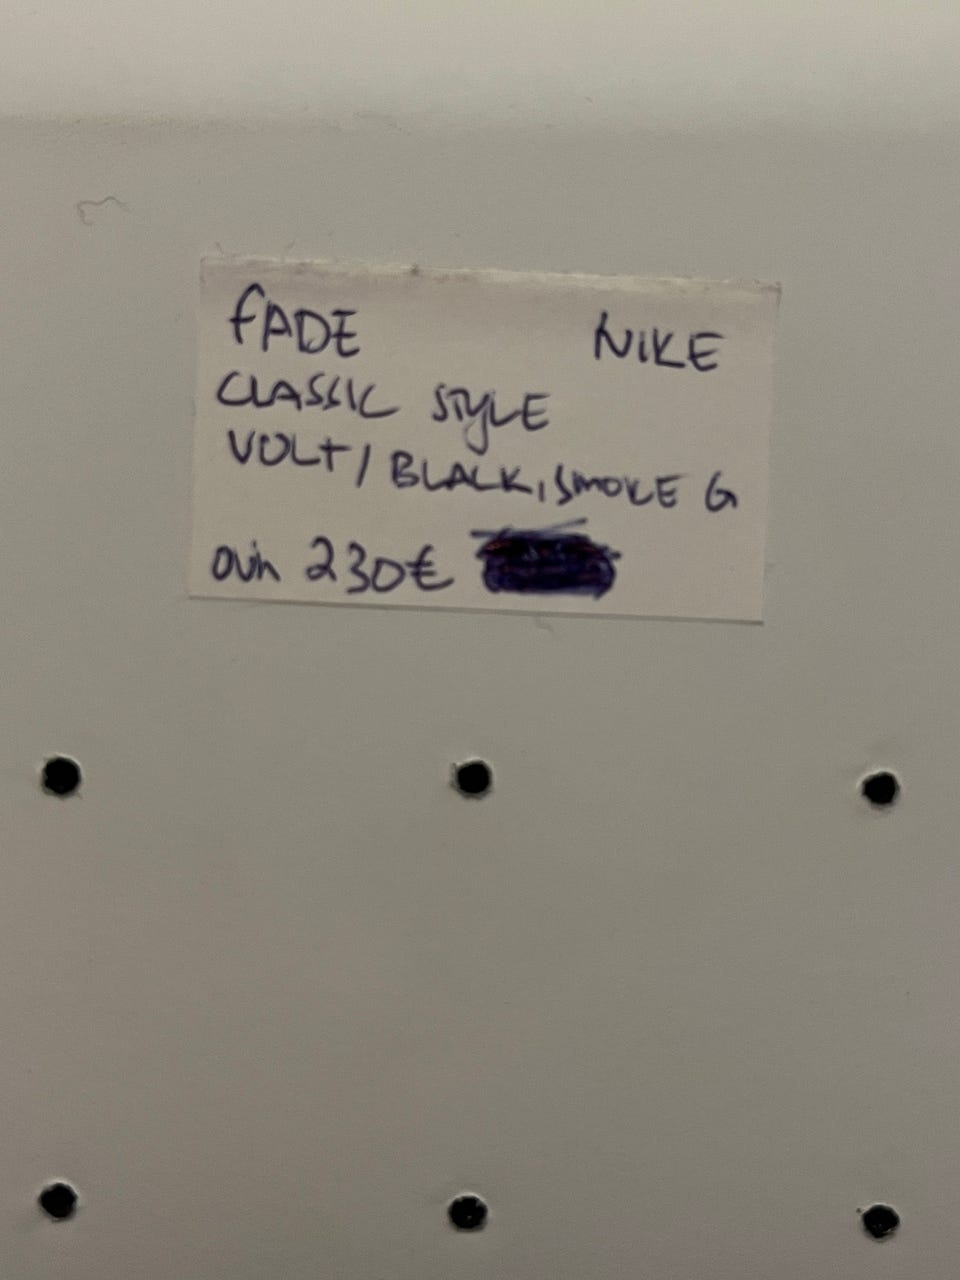 FADE NIKE
CLASSIC STYLE
VOLT/BLACK, SMOKE G
ovh 230€